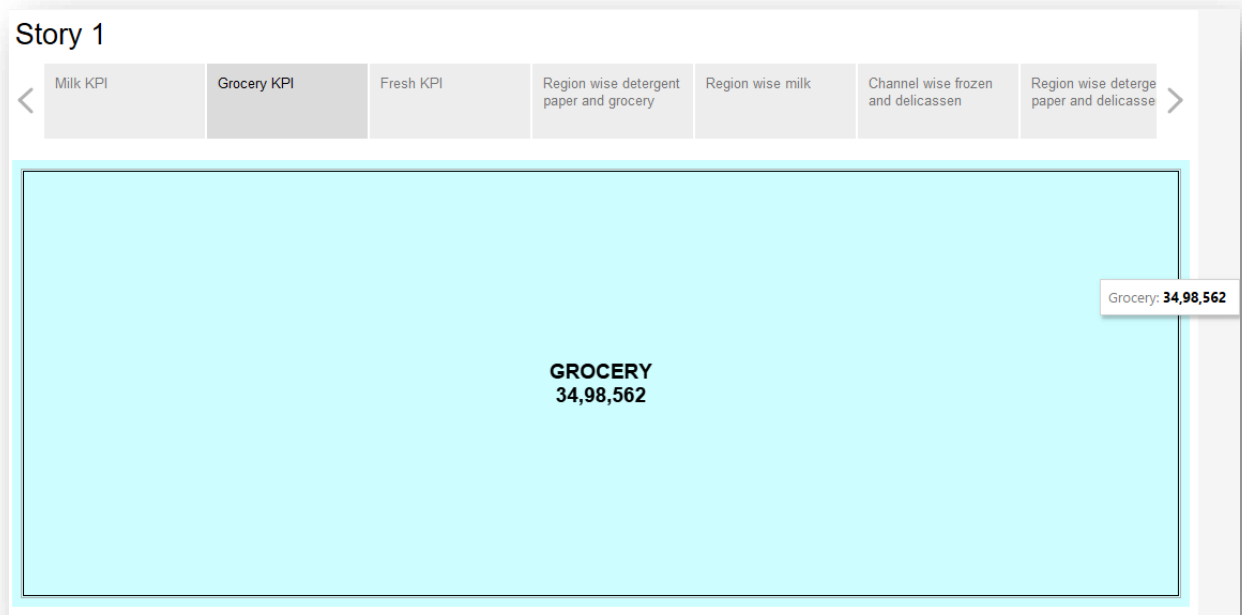 Story 1
Milk KPI
Grocery KPI
Fresh KPI
Region wise detergent
paper and grocery
Region wise milk
Channel wise frozen
and delicassen
Region wise deterge
paper and delicasse
Grocery: 34,98,562
GROCERY
34,98,562